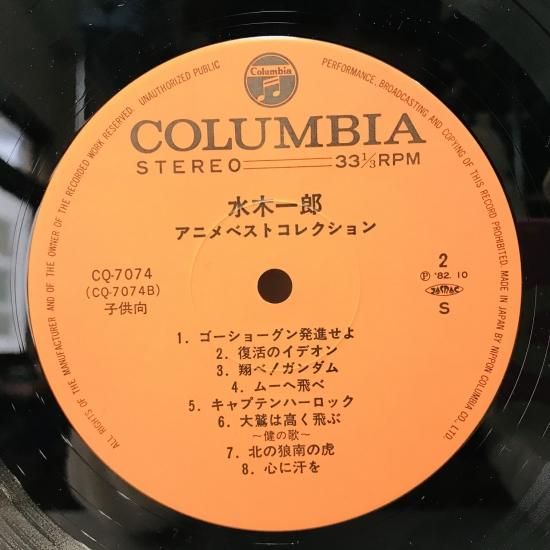 ALL RIGHTS OF THE MANUFACTURER AND OF THE OWNER OF THE RECORDED WORK RESERVED. UNAUTHORIZED PUBLIC PERFORMANCE, BROADCASTING AND COPYING OF THIS RECORD PROHIBITED. MADE IN JAPAN BY NIPPON COLUMBIA CO., LTD.
Columbia
COLUMBIA
STEREO 33⅓RPM
水木一郎
アニメベストコレクション
CQ-7074
(CQ-7074B)
子供向
2
Ⓟ '82. 10
JASRAC
S
1. ゴーショーグン発進せよ
2. 復活のイデオン
3. 翔べ!ガンダム
4. ムーへ飛べ
5. キャプテンハーロック
6. 大鷲は高く飛ぶ
~健の歌~
7. 北の狼南の虎
8. 心に汗を